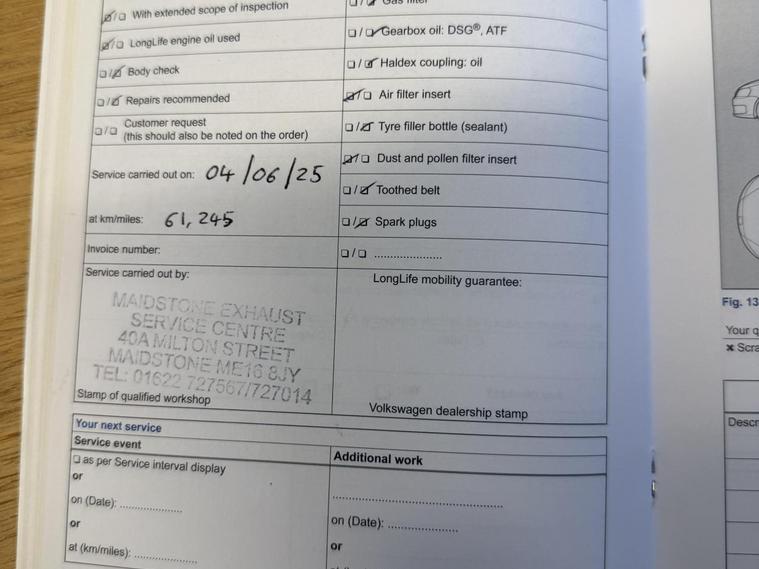 With extended scope of inspection
LongLife engine oil used
Body check
Repairs recommended
Customer request
(this should also be noted on the order)
Service carried out on: 04/06/25
at km/miles: 61,245
Invoice number:
Service carried out by:
MAIDSTONE EXHAUST
SERVICE CENTRE
40A MILTON STREET
MAIDSTONE ME16 8JY
TEL: 01622 727567/727014
Stamp of qualified workshop
Gas filter
Gearbox oil: DSG®, ATF
Haldex coupling: oil
Air filter insert
Tyre filler bottle (sealant)
Dust and pollen filter insert
Toothed belt
Spark plugs
....................
LongLife mobility guarantee:
Volkswagen dealership stamp
Your next service
Service event
as per Service interval display
or
on (Date): ..................
or
at (km/miles): ..................
Additional work
..................................................
on (Date): ....................
or
Fig. 13
Your
Descr